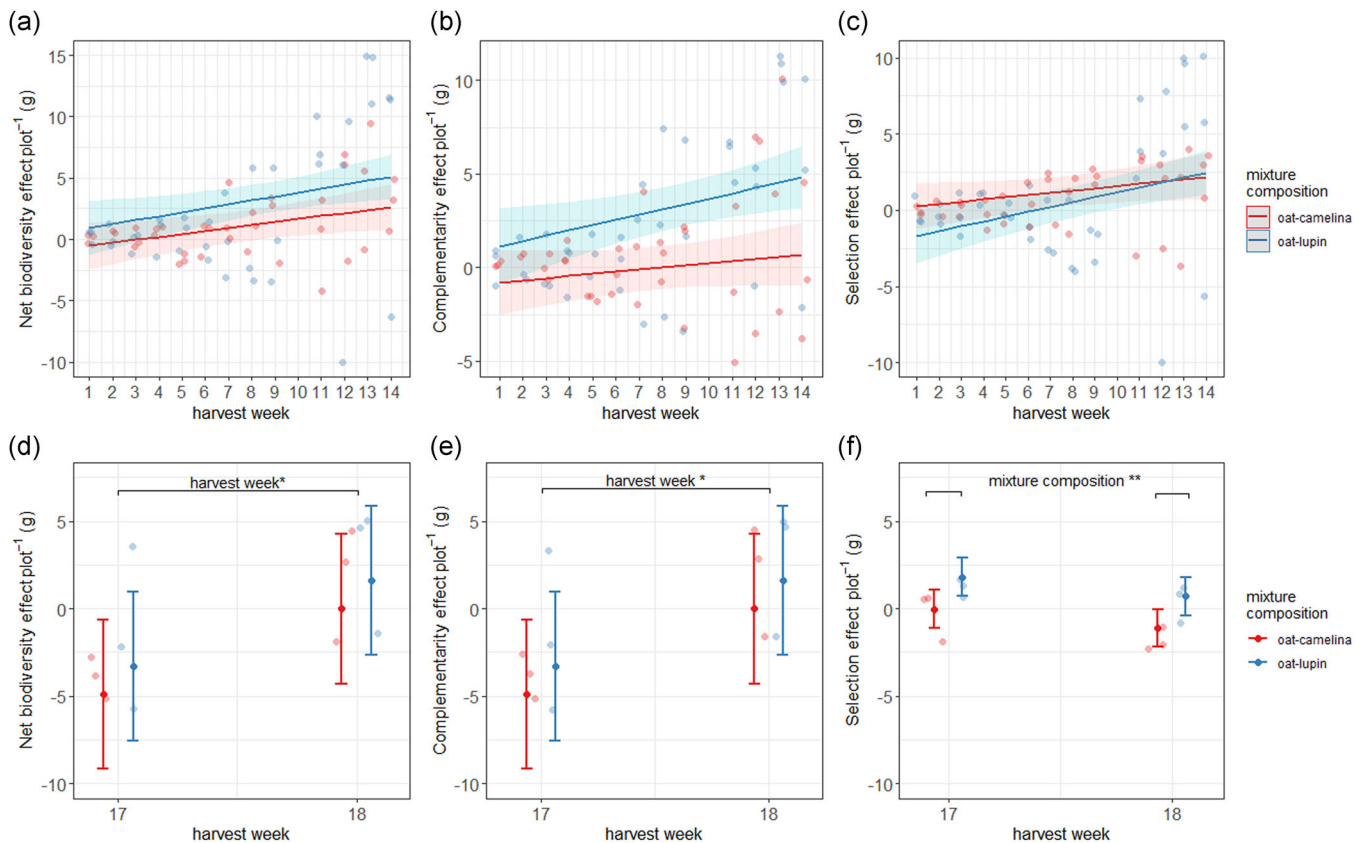 (a)
Net biodiversity effect plot⁻¹ (g)
15
10
5
0
-5
-10
1 2 3 4 5 6 7 8 9 10 11 12 13 14
harvest week
(b)
Complementarity effect plot⁻¹ (g)
10
5
0
-5
1 2 3 4 5 6 7 8 9 10 11 12 13 14
harvest week
(c)
Selection effect plot⁻¹ (g)
10
5
0
-5
-10
1 2 3 4 5 6 7 8 9 10 11 12 13 14
harvest week
mixture
composition
oat-camelina
oat-lupin
(d)
Net biodiversity effect plot⁻¹ (g)
5
0
-5
-10
harvest week*
17 18
harvest week
(e)
Complementarity effect plot⁻¹ (g)
5
0
-5
-10
harvest week *
17 18
harvest week
(f)
Selection effect plot⁻¹ (g)
5
0
-5
-10
mixture composition **
17 18
harvest week
mixture
composition
oat-camelina
oat-lupin